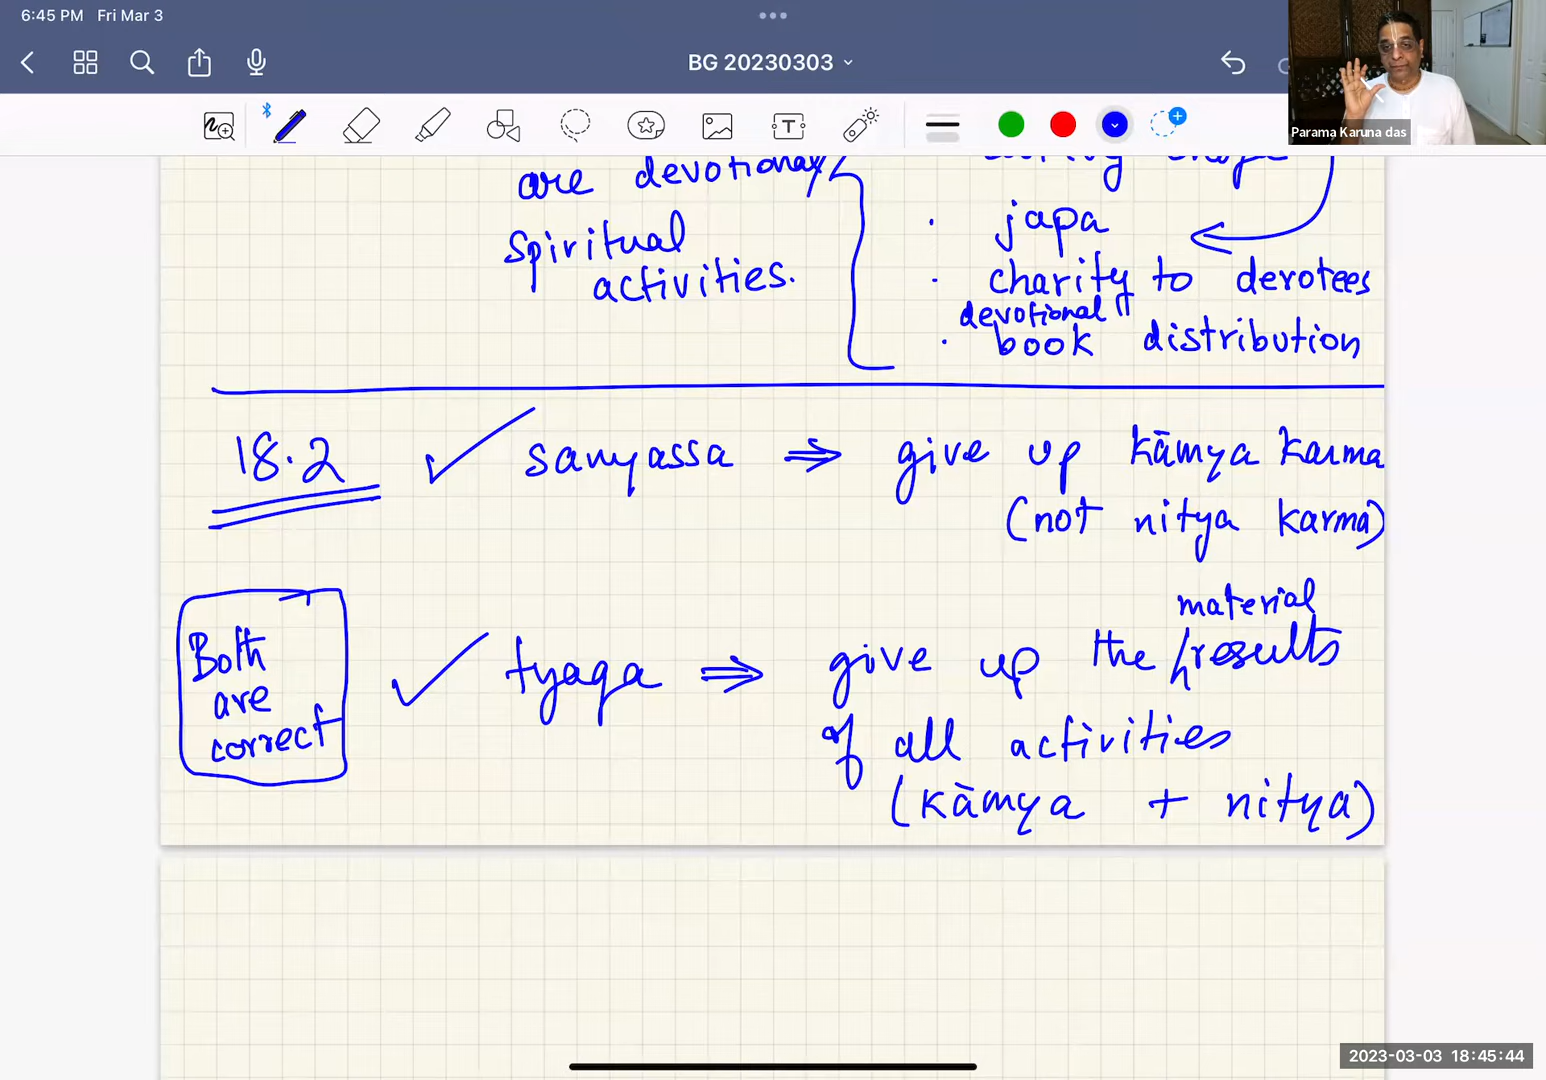 6:45 PM Fri Mar 3
BG 20230303
Parama Karuna das
are devotional
spiritual
activities.
· japa
· charity to devotees
devotional
· book distribution
18.2 ✓ sanyassa ⇒ give up kāmya karma
(not nitya karma)
Both
are
correct
✓ tyaga ⇒ give up the results
material
of all activities
(kāmya + nitya)
2023-03-03 18:45:44